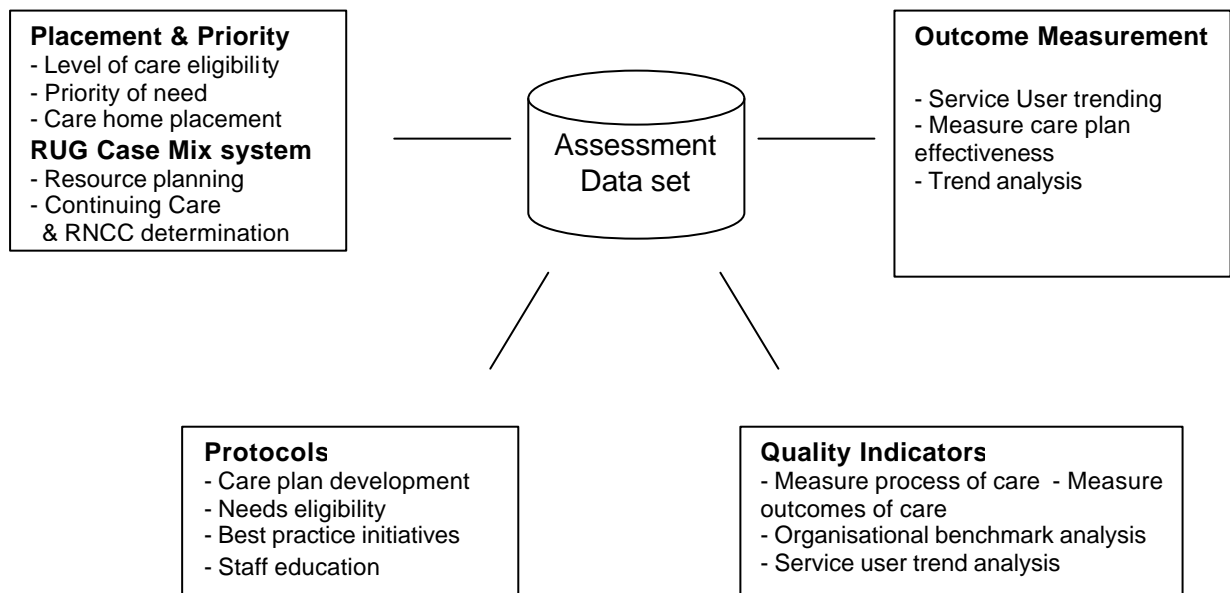 Placement & Priority
- Level of care eligibility
- Priority of need
- Care home placement
RUG Case Mix system
- Resource planning
- Continuing Care
& RNCC determination
Assessment
Data set
Outcome Measurement
- Service User trending
- Measure care plan
effectiveness
- Trend analysis
Protocols
- Care plan development
- Needs eligibility
- Best practice initiatives
- Staff education
Quality Indicators
- Measure process of care - Measure
outcomes of care
- Organisational benchmark analysis
- Service user trend analysis